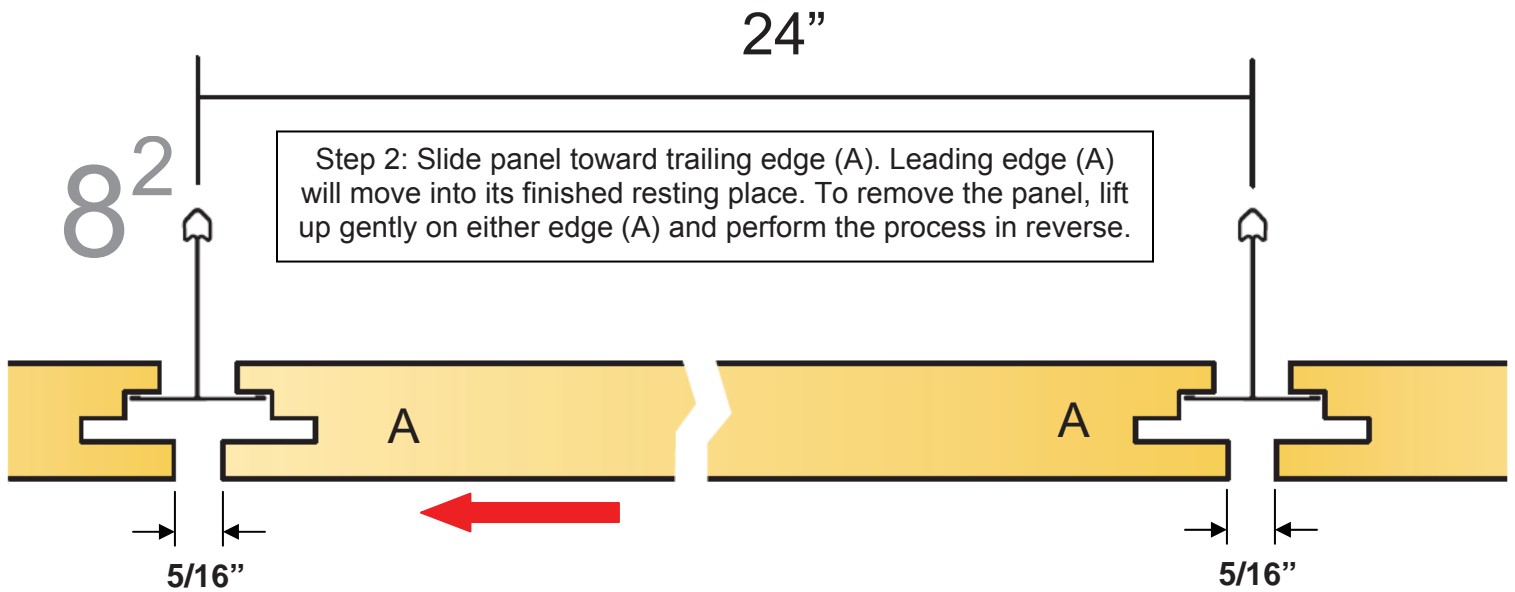 24”
8²
Step 2: Slide panel toward trailing edge (A). Leading edge (A)
will move into its finished resting place. To remove the panel, lift
up gently on either edge (A) and perform the process in reverse.
A
A
5/16”
5/16”